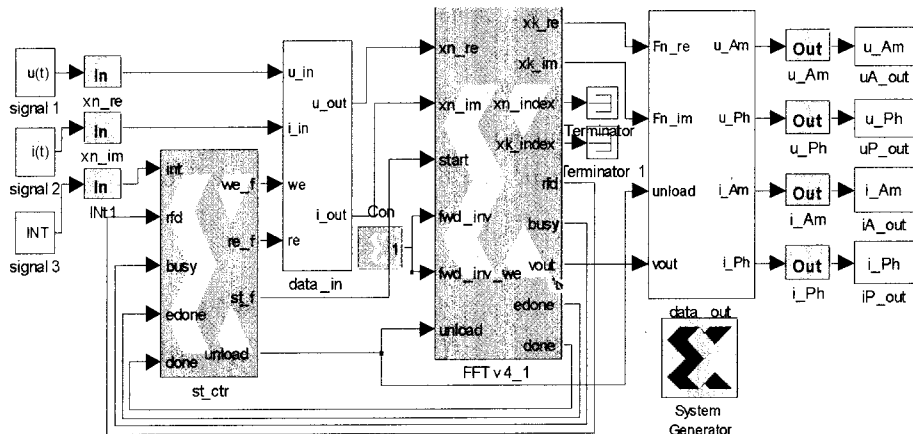 u(t)
signal 1
In
xn_re
i(t)
signal 2
In
xn_im
INT
signal 3
In
INt1
int
rfd
busy
edone
done
we_f
re_f
st_f
unload
st_ctr
u_in
i_in
we
re
u_out
i_out
data_in
Con
1
xn_re
xn_im
start
fwd_inv
fwd_inv_we
unload
xk_re
xk_im
xn_index
xk_index
rfd
busy
vout
edone
done
FFT v4_1
Terminator
Terminator 1
Fn_re
Fn_im
unload
vout
u_Am
u_Ph
i_Am
i_Ph
data_out
Out
u_Am
u_Am
uA_out
Out
u_Ph
u_Ph
uP_out
Out
i_Am
i_Am
iA_out
Out
i_Ph
i_Ph
iP_out
System
Generator